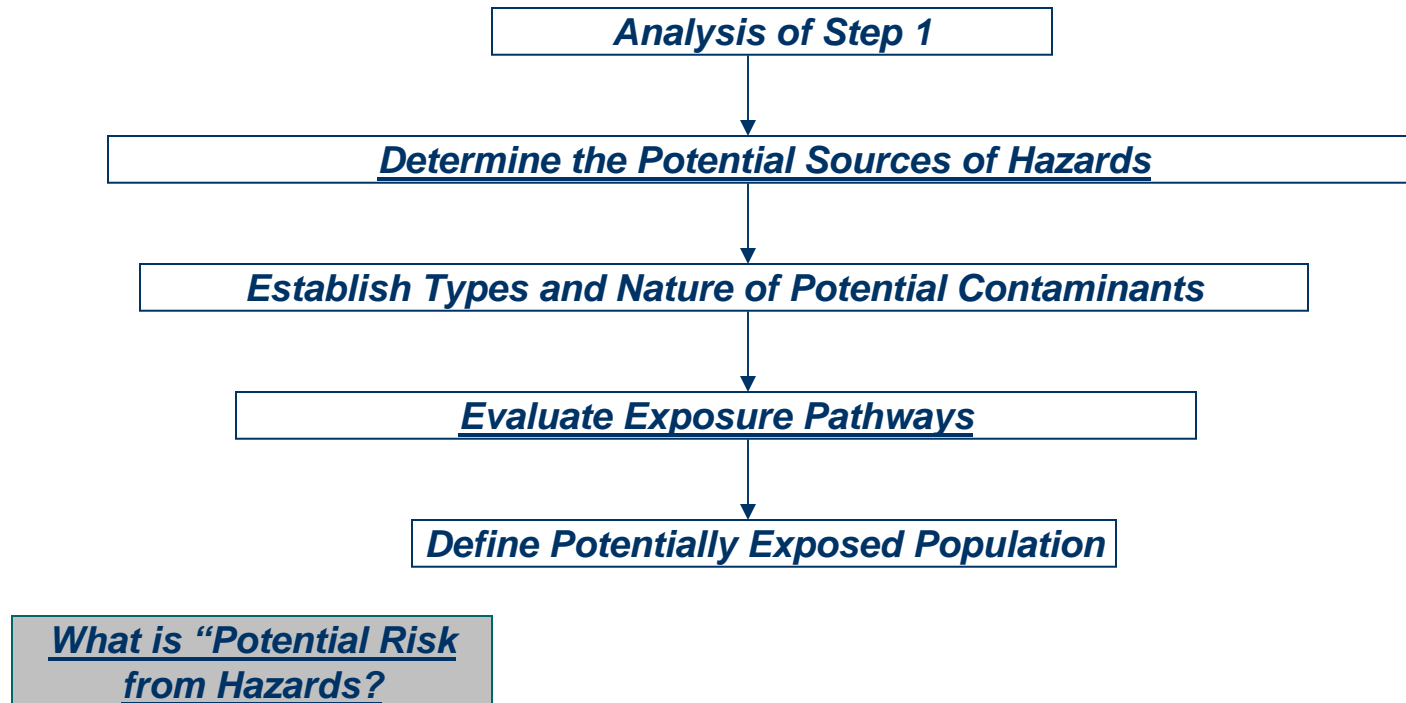 Analysis of Step 1
Determine the Potential Sources of Hazards
Establish Types and Nature of Potential Contaminants
Evaluate Exposure Pathways
Define Potentially Exposed Population
What is “Potential Risk
from Hazards?